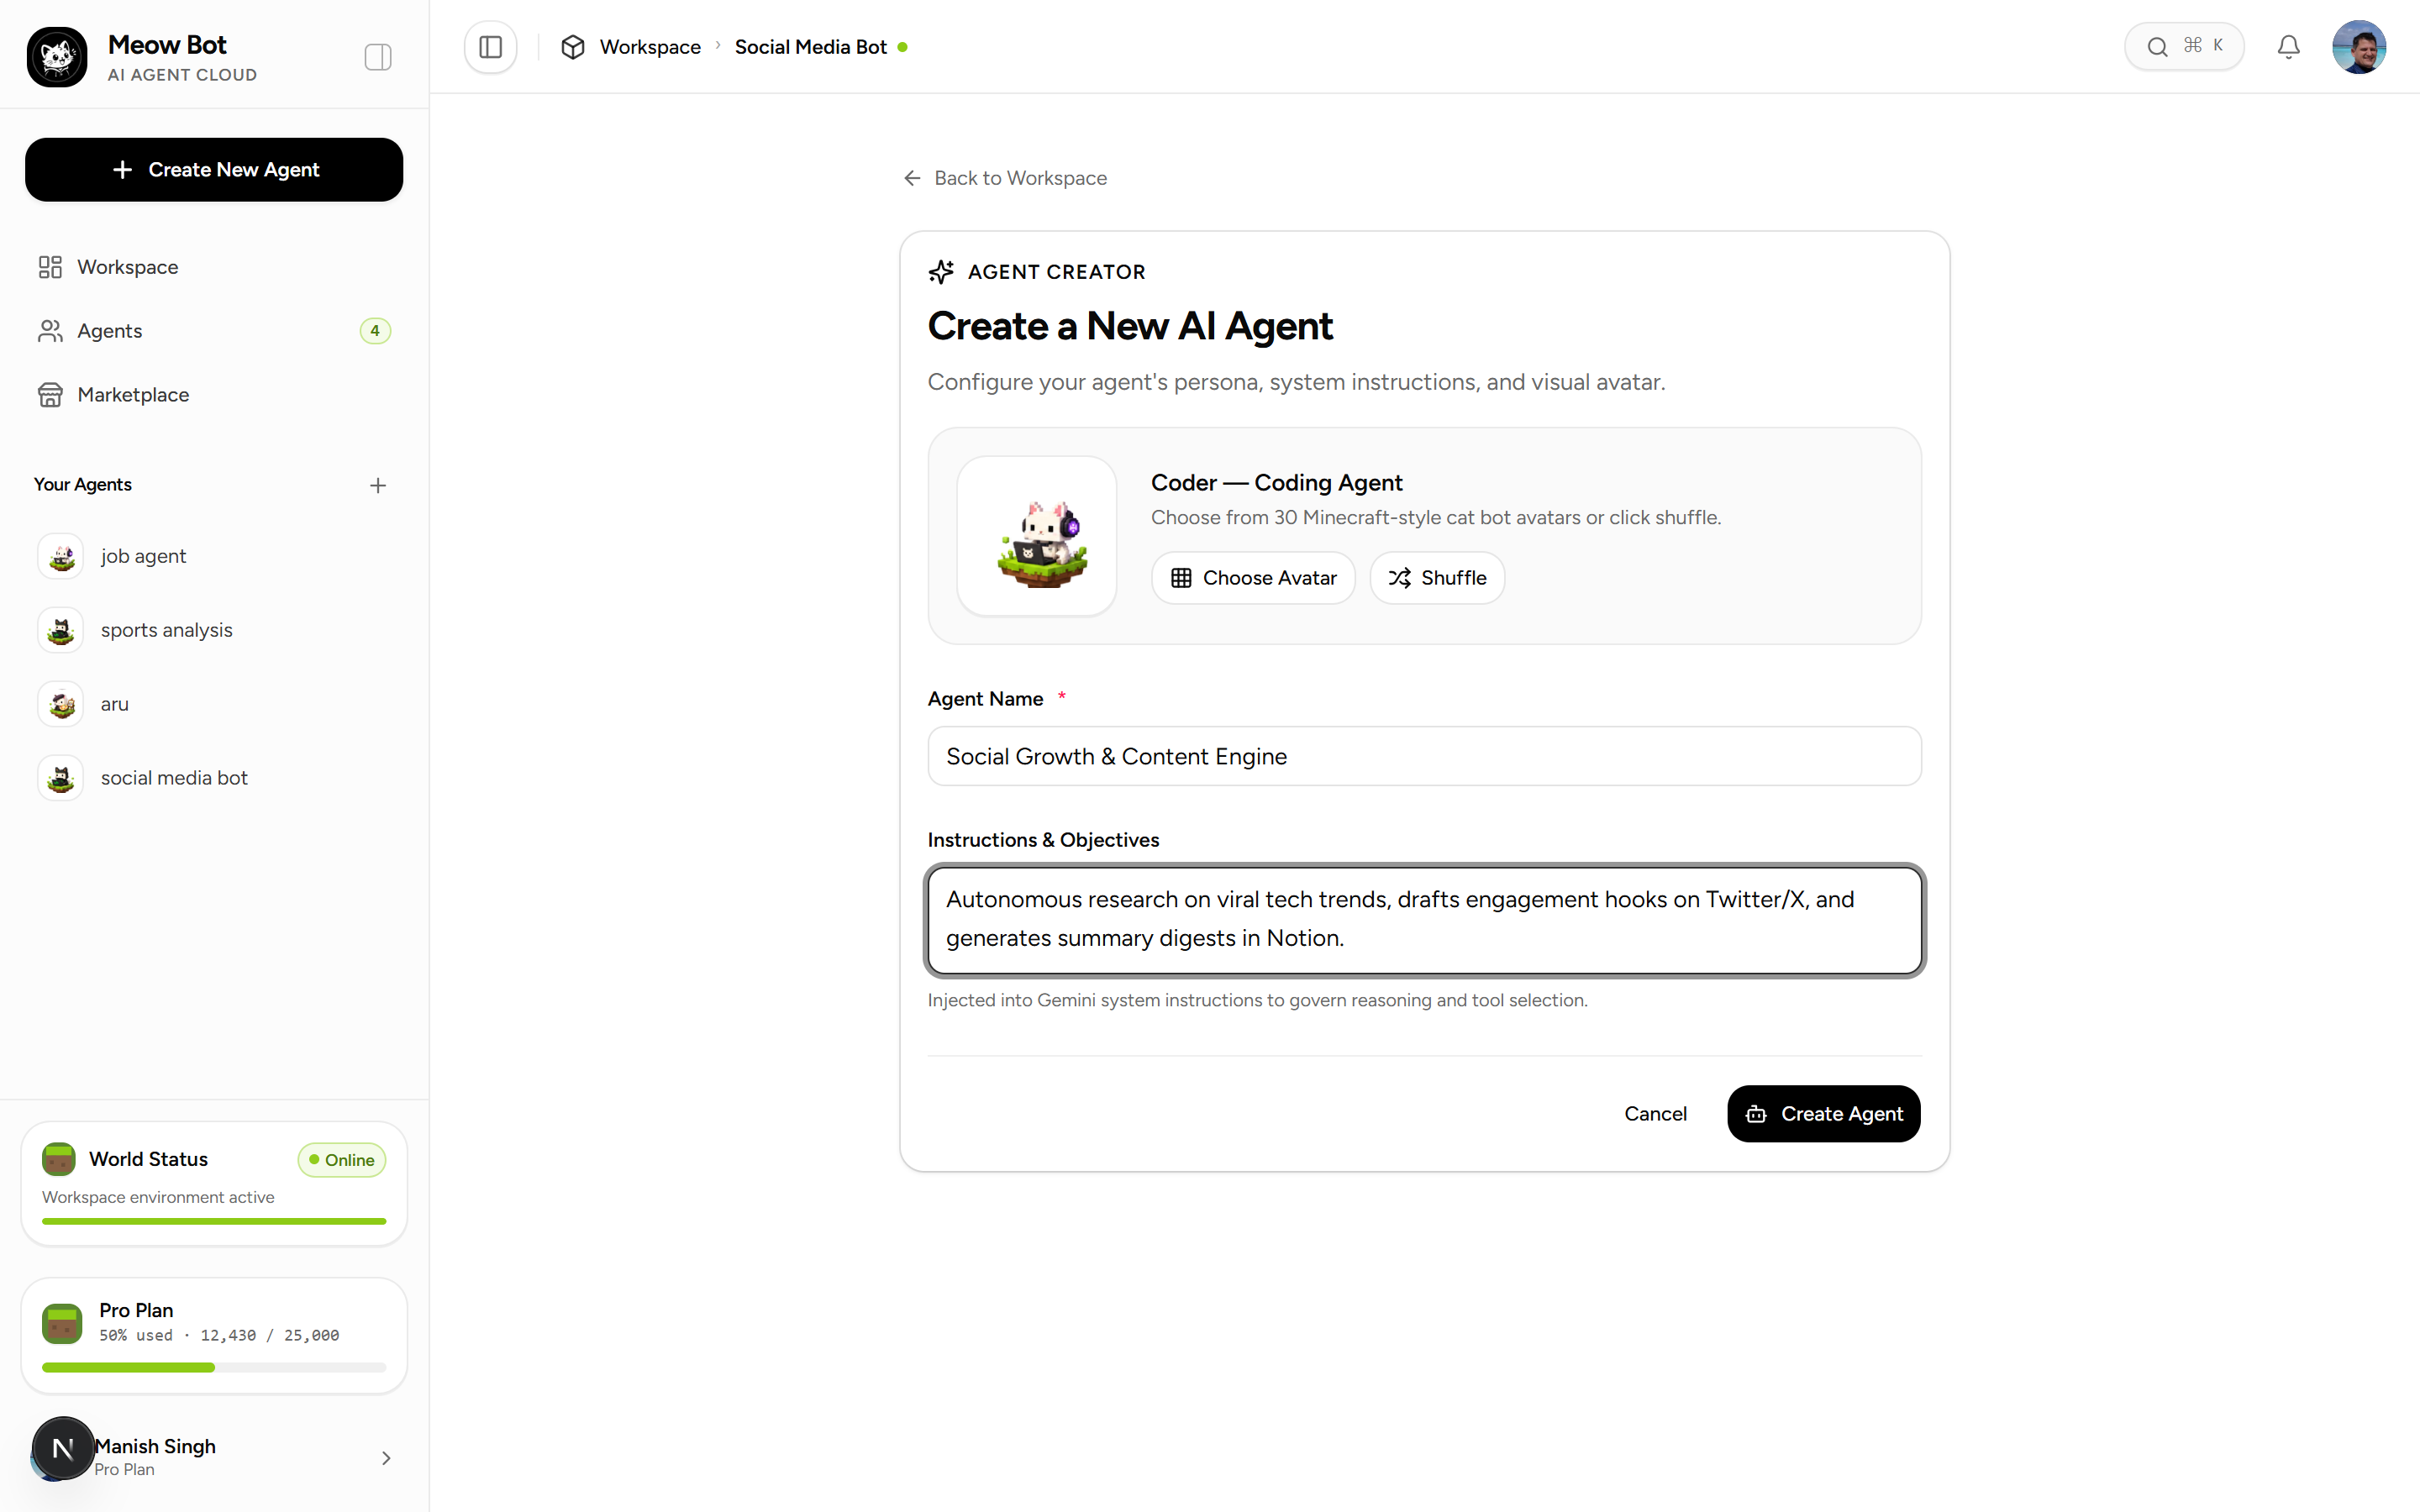 Meow Bot
AI AGENT CLOUD
Create New Agent
Workspace
Agents
4
Marketplace
Your Agents
job agent
sports analysis
aru
social media bot
World Status
Online
Workspace environment active
Pro Plan
50% used · 12,430 / 25,000
N
Manish Singh
Pro Plan
Workspace › Social Media Bot
⌘ K
Back to Workspace
AGENT CREATOR
Create a New AI Agent
Configure your agent's persona, system instructions, and visual avatar.
Coder — Coding Agent
Choose from 30 Minecraft-style cat bot avatars or click shuffle.
Choose Avatar
Shuffle
Agent Name *
Social Growth & Content Engine
Instructions & Objectives
Autonomous research on viral tech trends, drafts engagement hooks on Twitter/X, and
generates summary digests in Notion.
Injected into Gemini system instructions to govern reasoning and tool selection.
Cancel
Create Agent